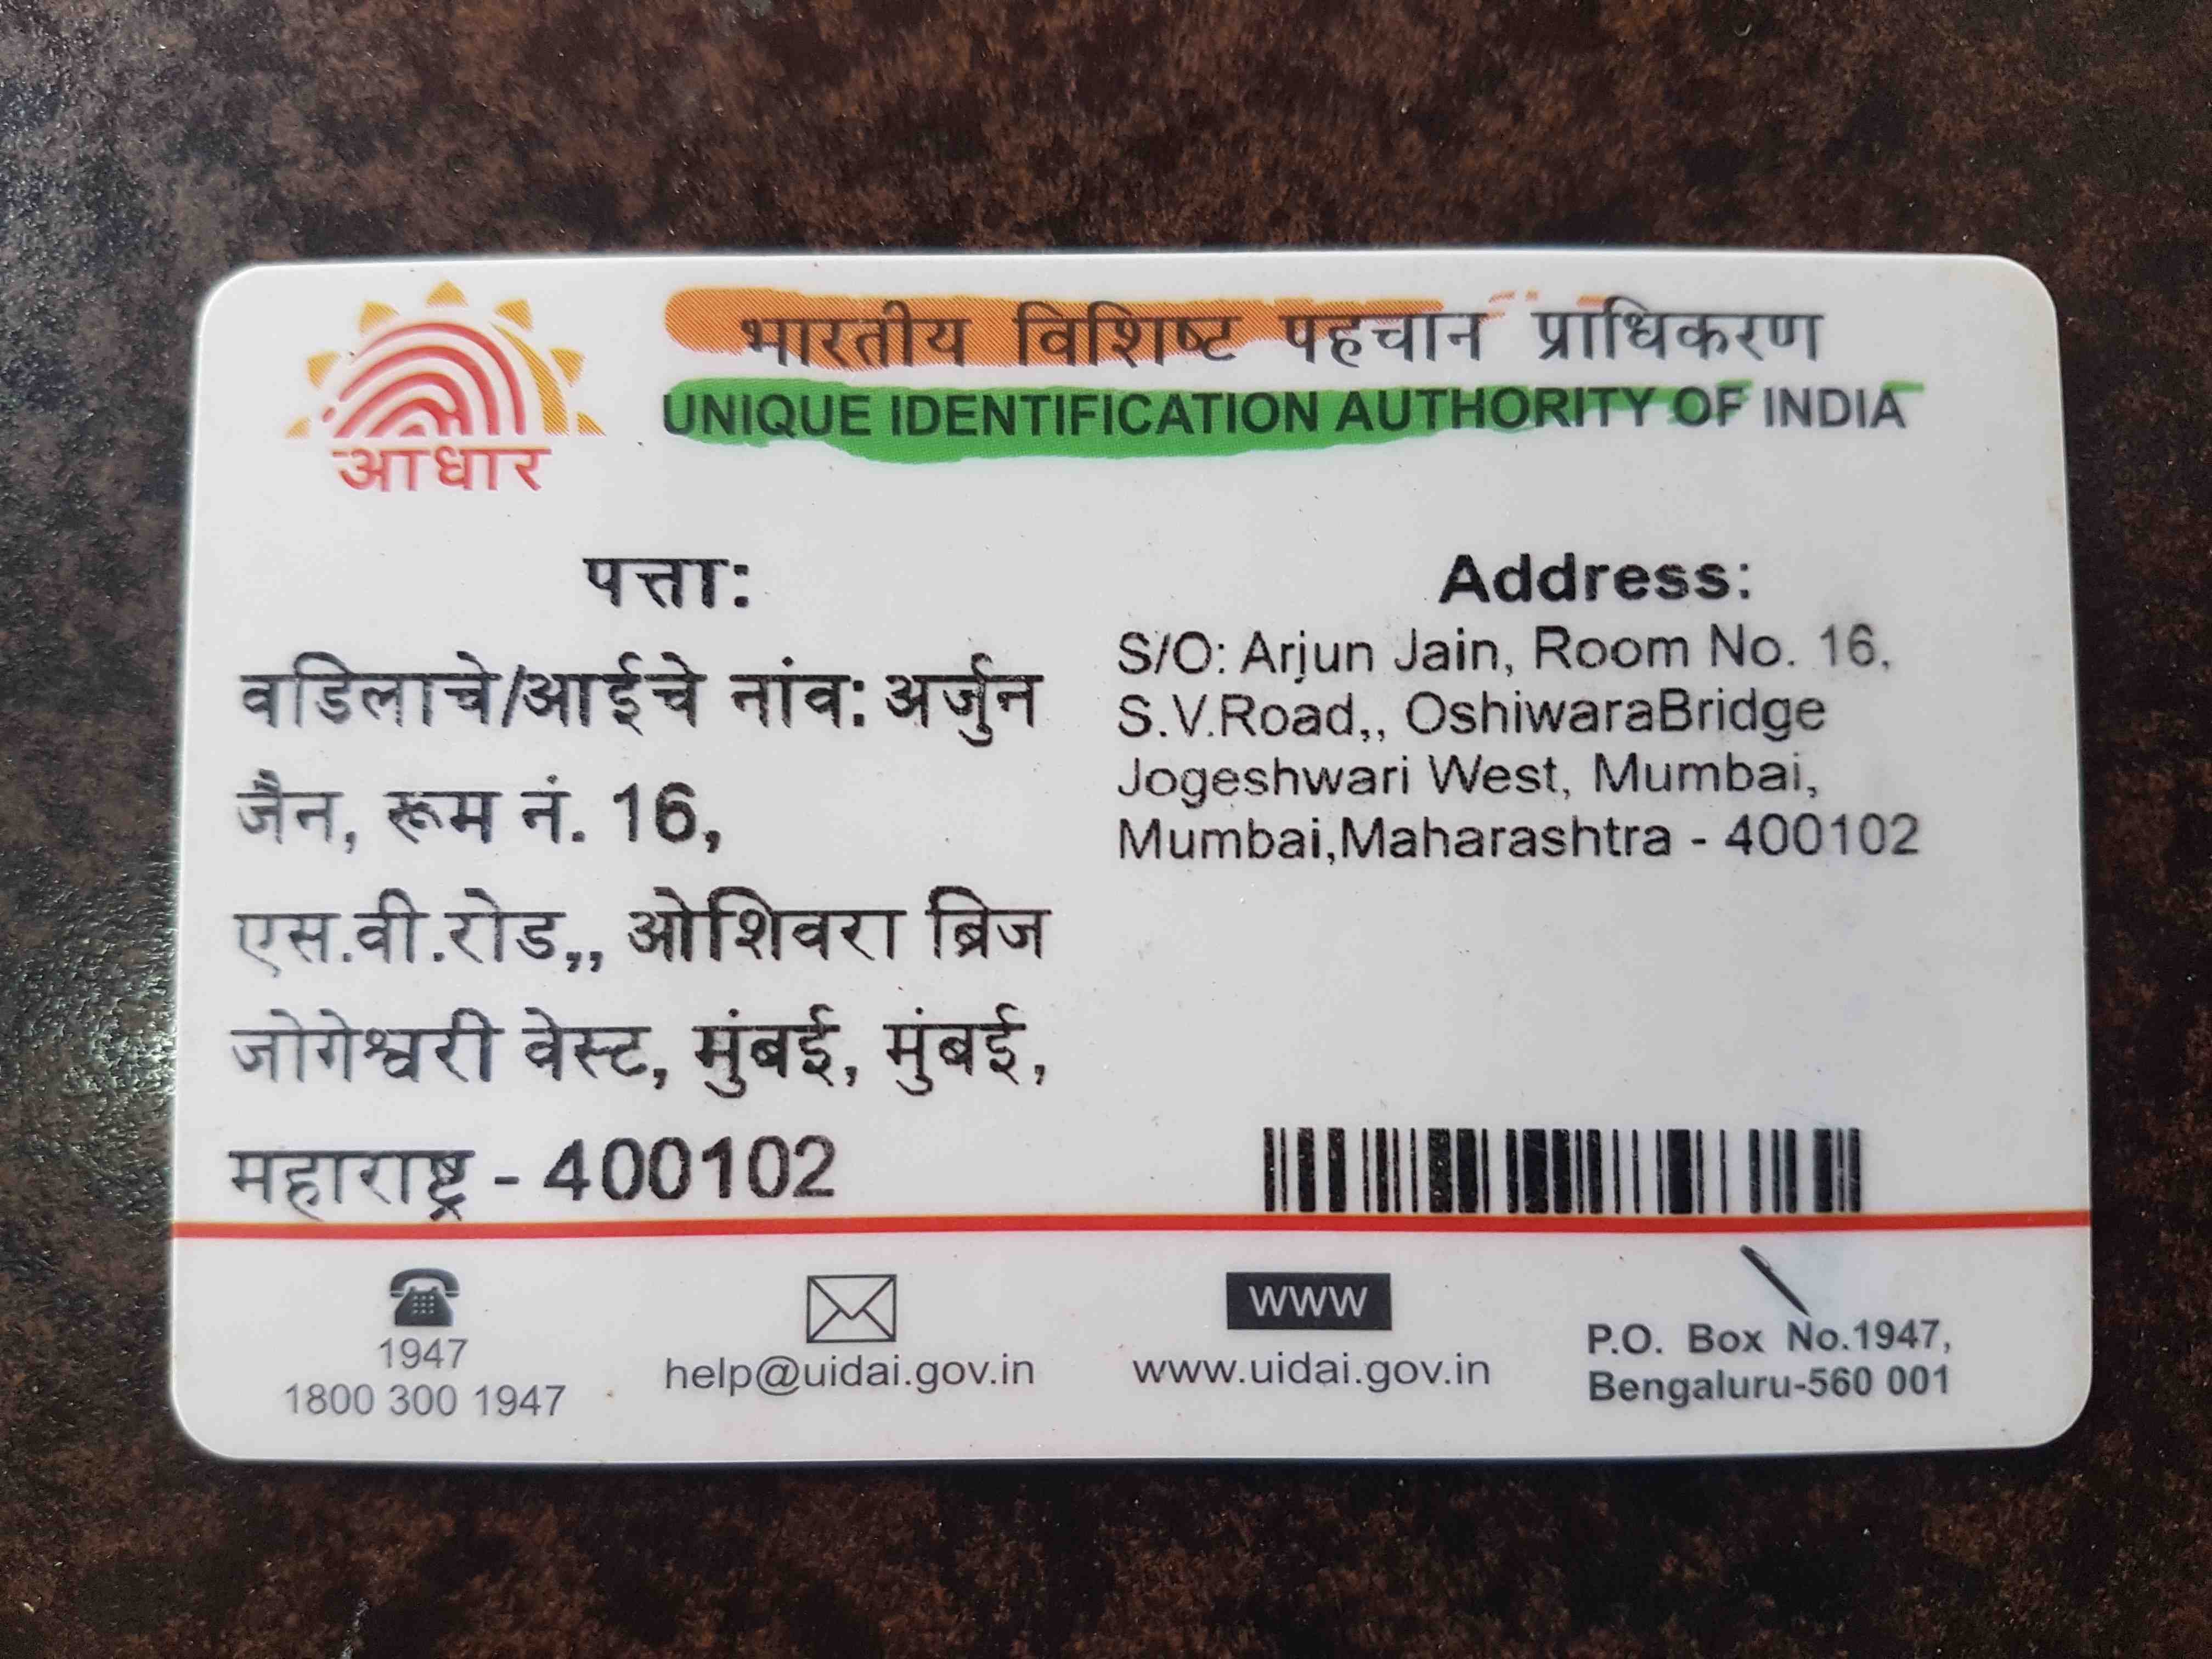 आधार
भारतीय विशिष्ट पहचान प्राधिकरण
UNIQUE IDENTIFICATION AUTHORITY OF INDIA
पत्ता:
वडिलाचे/आईचे नांव: अर्जुन
जैन, रूम नं. 16,
एस.वी.रोड,, ओशिवरा ब्रिज
जोगेश्वरी वेस्ट, मुंबई, मुंबई,
महाराष्ट्र - 400102
Address:
S/O: Arjun Jain, Room No. 16,
S.V.Road,, OshiwaraBridge
Jogeshwari West, Mumbai,
Mumbai,Maharashtra - 400102
1947
1800 300 1947
help@uidai.gov.in
WWW
www.uidai.gov.in
P.O. Box No.1947,
Bengaluru-560 001